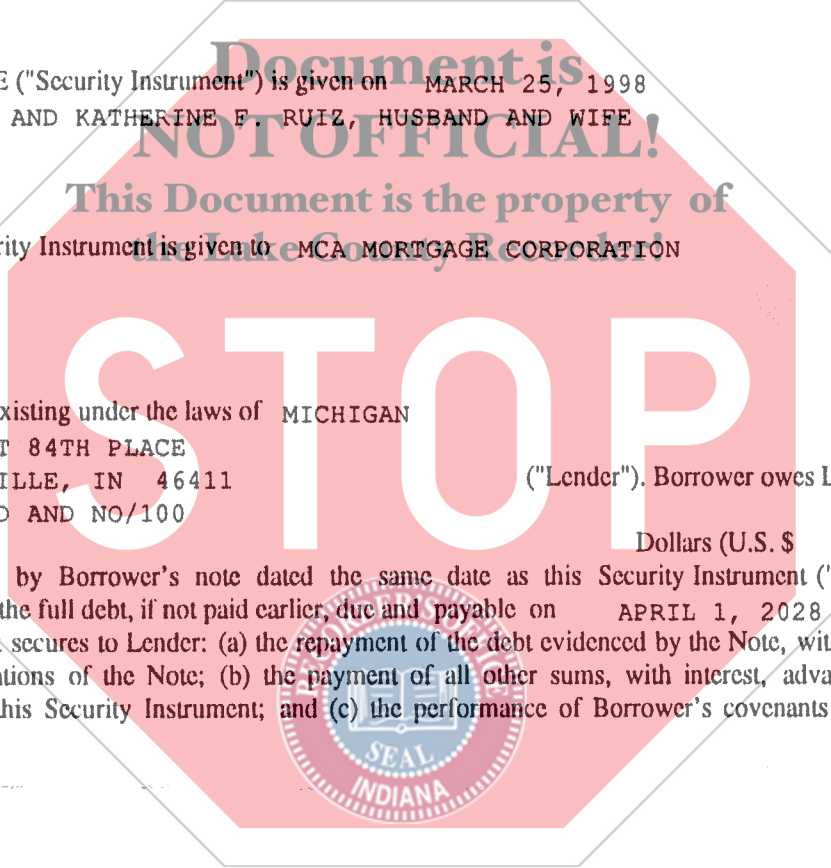 Document is
E ("Security Instrument") is given on MARCH 25, 1998
AND KATHERINE F. RUIZ, HUSBAND AND WIFE
NOT OFFICIAL!
This Document is the property of
rity Instrument is given to MCA MORTGAGE CORPORATION
the Lake County Recorder!
STOP
xisting under the laws of MICHIGAN
T 84TH PLACE
ILLE, IN 46411
("Lender"). Borrower owes L
D AND NO/100
Dollars (U.S. $
by Borrower's note dated the same date as this Security Instrument ("
the full debt, if not paid earlier, due and payable on APRIL 1, 2028
secures to Lender: (a) the repayment of the debt evidenced by the Note, wit
ations of the Note; (b) the payment of all other sums, with interest, adva
this Security Instrument; and (c) the performance of Borrower's covenants
SEAL
INDIANA